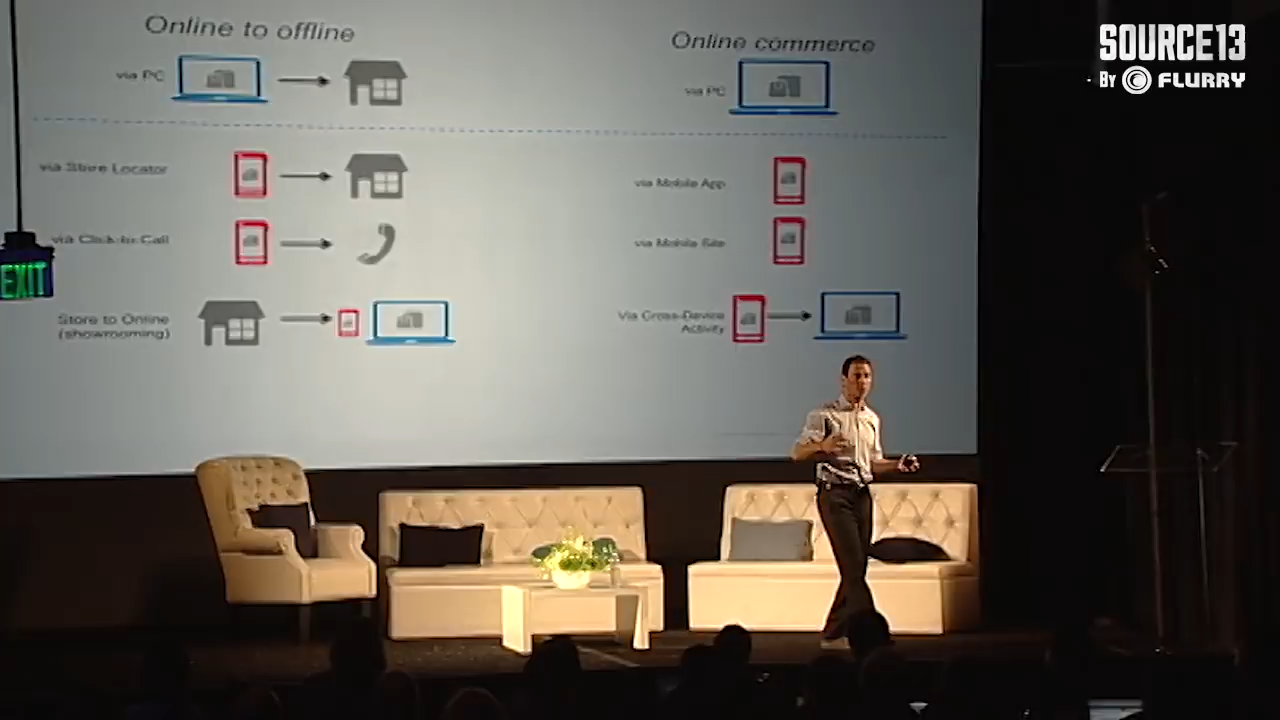 Online to offline
Online commerce
via PC
via PC
via Store Locator
via Mobile App
via Click-to-Call
via Mobile Site
Store to Online
(showrooming)
Via Cross-Device
Activity
EXIT
SOURCE13
By FLURRY